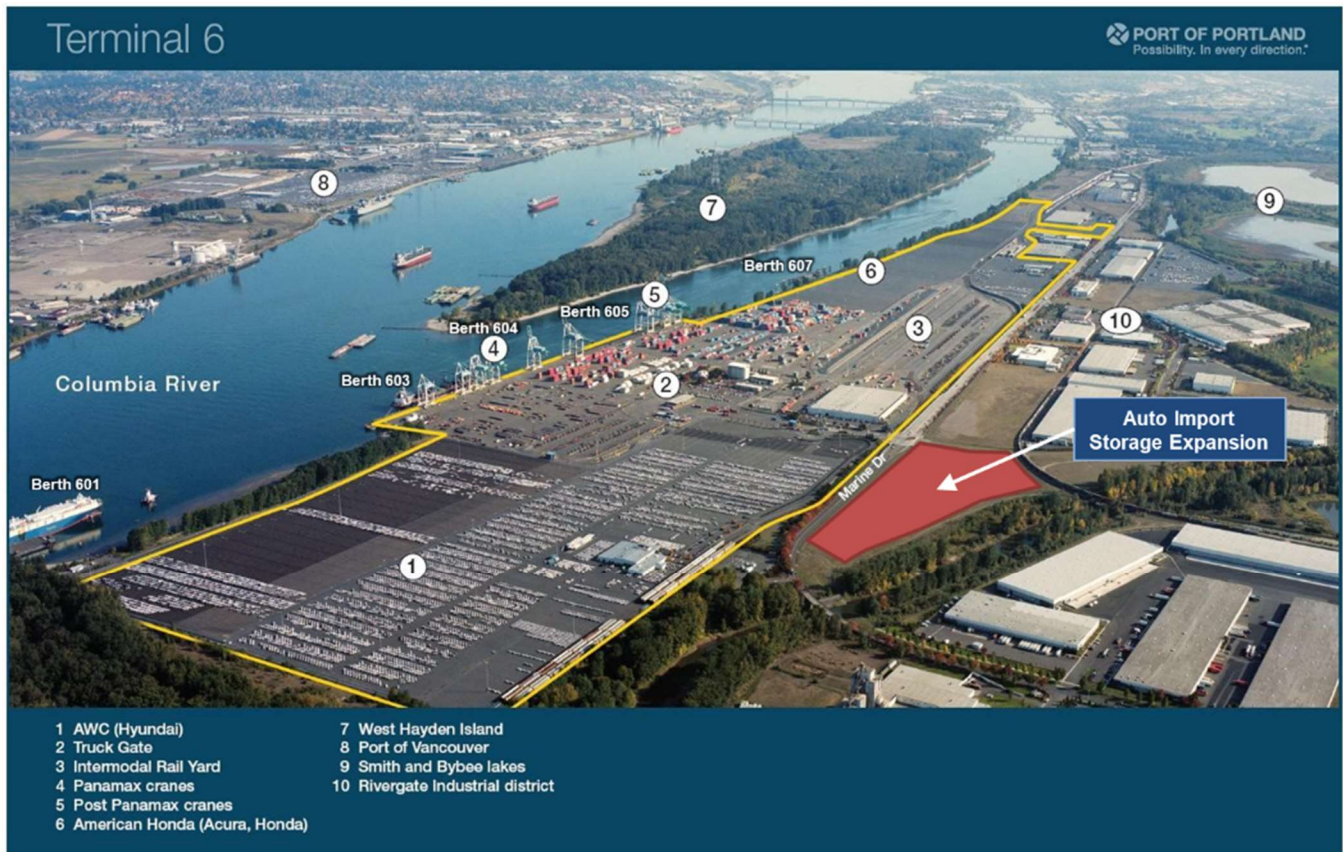 Terminal 6
PORT OF PORTLAND
Possibility. In every direction.®
8
7
9
Berth 607
6
5
Berth 605
3
10
Berth 604
4
Berth 603
2
Columbia River
Auto Import
Storage Expansion
Marine Dr
Berth 601
1
1 AWC (Hyundai)
2 Truck Gate
3 Intermodal Rail Yard
4 Panamax cranes
5 Post Panamax cranes
6 American Honda (Acura, Honda)
7 West Hayden Island
8 Port of Vancouver
9 Smith and Bybee lakes
10 Rivergate Industrial district